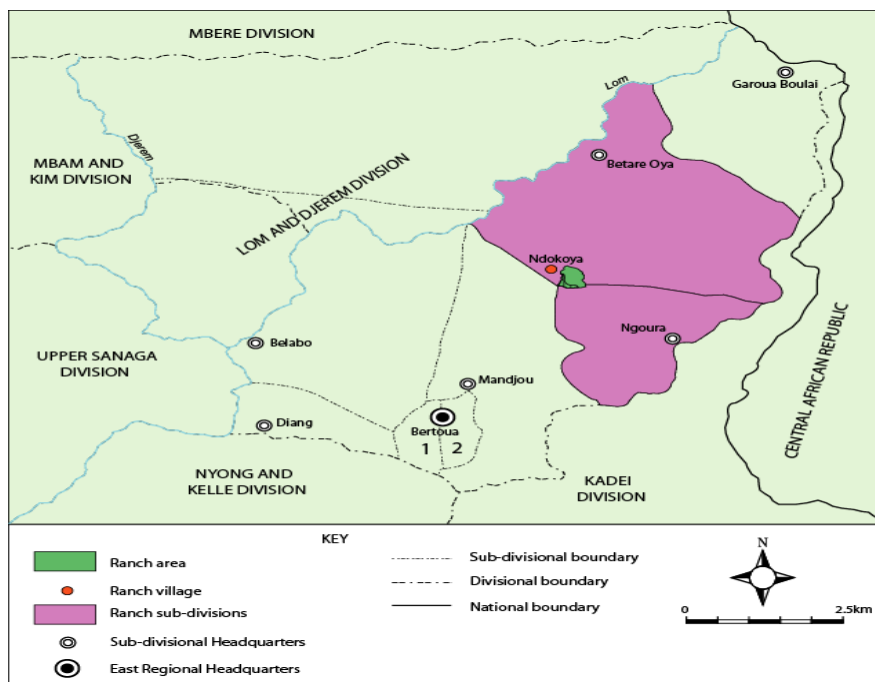 MBERE DIVISION
Lom
Garoua Boulai
Djerem
MBAM AND
KIM DIVISION
Betare Oya
LOM AND DJEREM DIVISION
Ndokoya
CENTRAL AFRICAN REPUBLIC
UPPER SANAGA
DIVISION
Belabo
Ngoura
Mandjou
Diang
Bertoua
1 2
NYONG AND
KELLE DIVISION
KADEI
DIVISION
KEY
Ranch area
Ranch village
Ranch sub-divisions
Sub-divisional Headquarters
East Regional Headquarters
Sub-divisional boundary
Divisional boundary
National boundary
N
0 2.5km